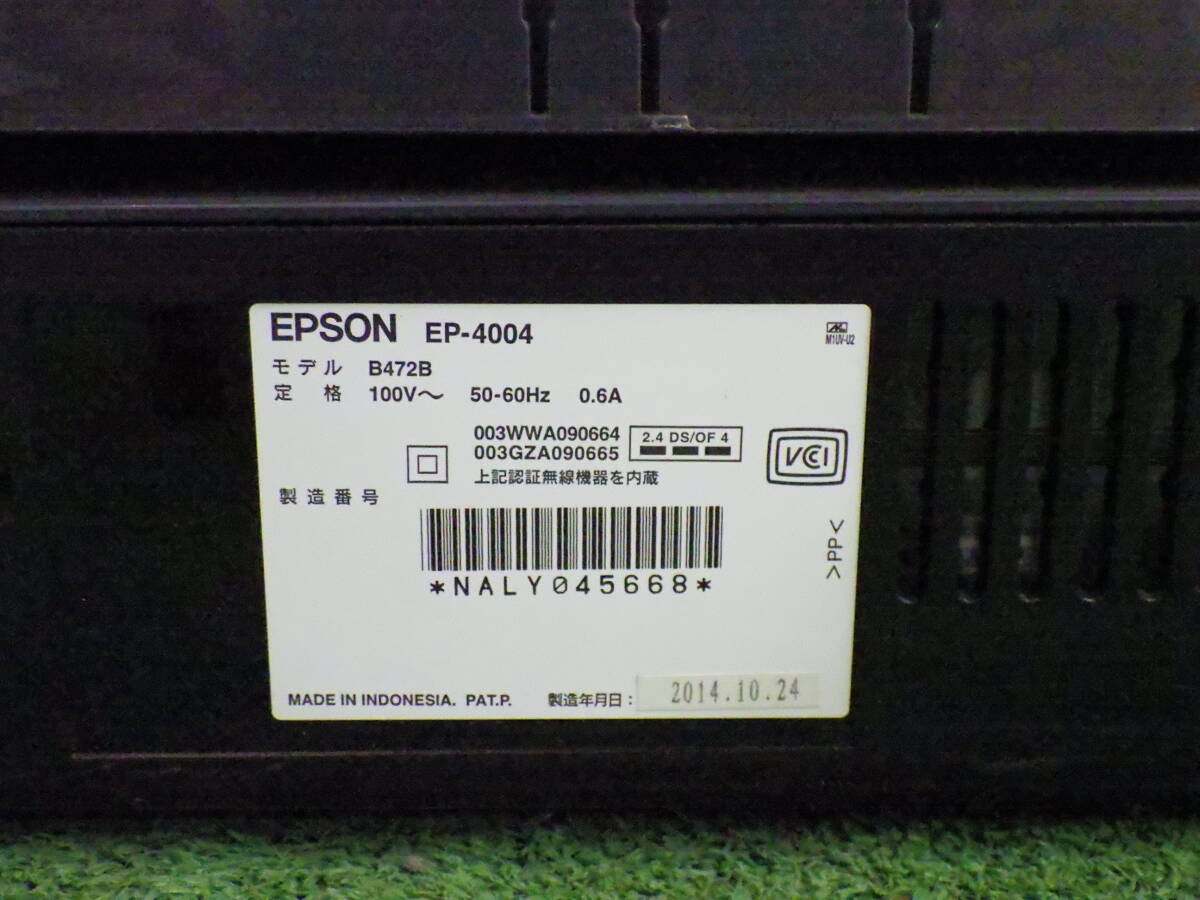 EPSON EP-4004
M1UV-U2
モデル B472B
定格 100V〜 50-60Hz 0.6A
003WWA090664
003GZA090665
2.4 DS/OF 4
上記認証無線機器を内蔵
VCCI
製造番号
*NALY045668*
>PP<
MADE IN INDONESIA. PAT.P. 製造年月日: 2014.10.24